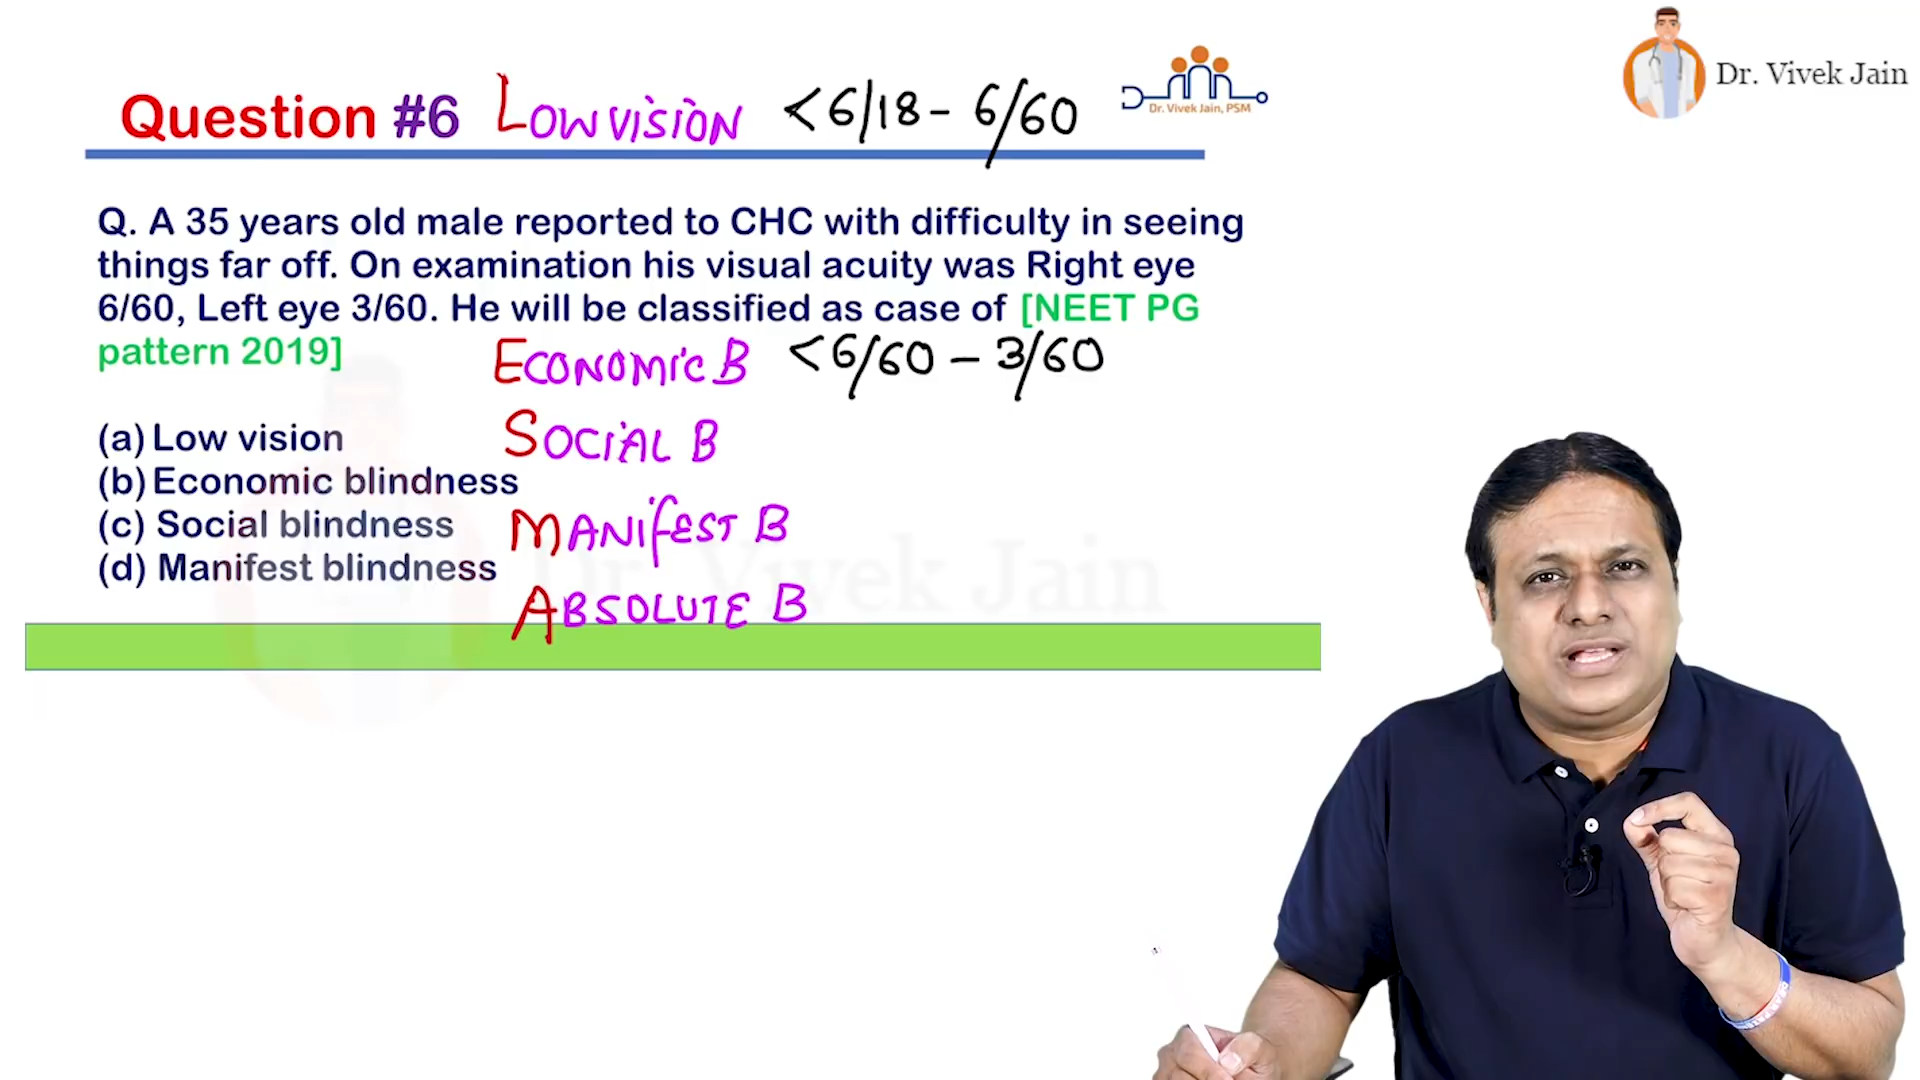 Question #6 LOW VISION <6/18 - 6/60
Dr. Vivek Jain, PSM
Dr. Vivek Jain
Q. A 35 years old male reported to CHC with difficulty in seeing
things far off. On examination his visual acuity was Right eye
6/60, Left eye 3/60. He will be classified as case of [NEET PG
pattern 2019]
ECONOMIC B <6/60 - 3/60
(a) Low vision
SOCIAL B
(b) Economic blindness
(c) Social blindness
MANIFEST B
(d) Manifest blindness
Dr. Vivek Jain
ABSOLUTE B